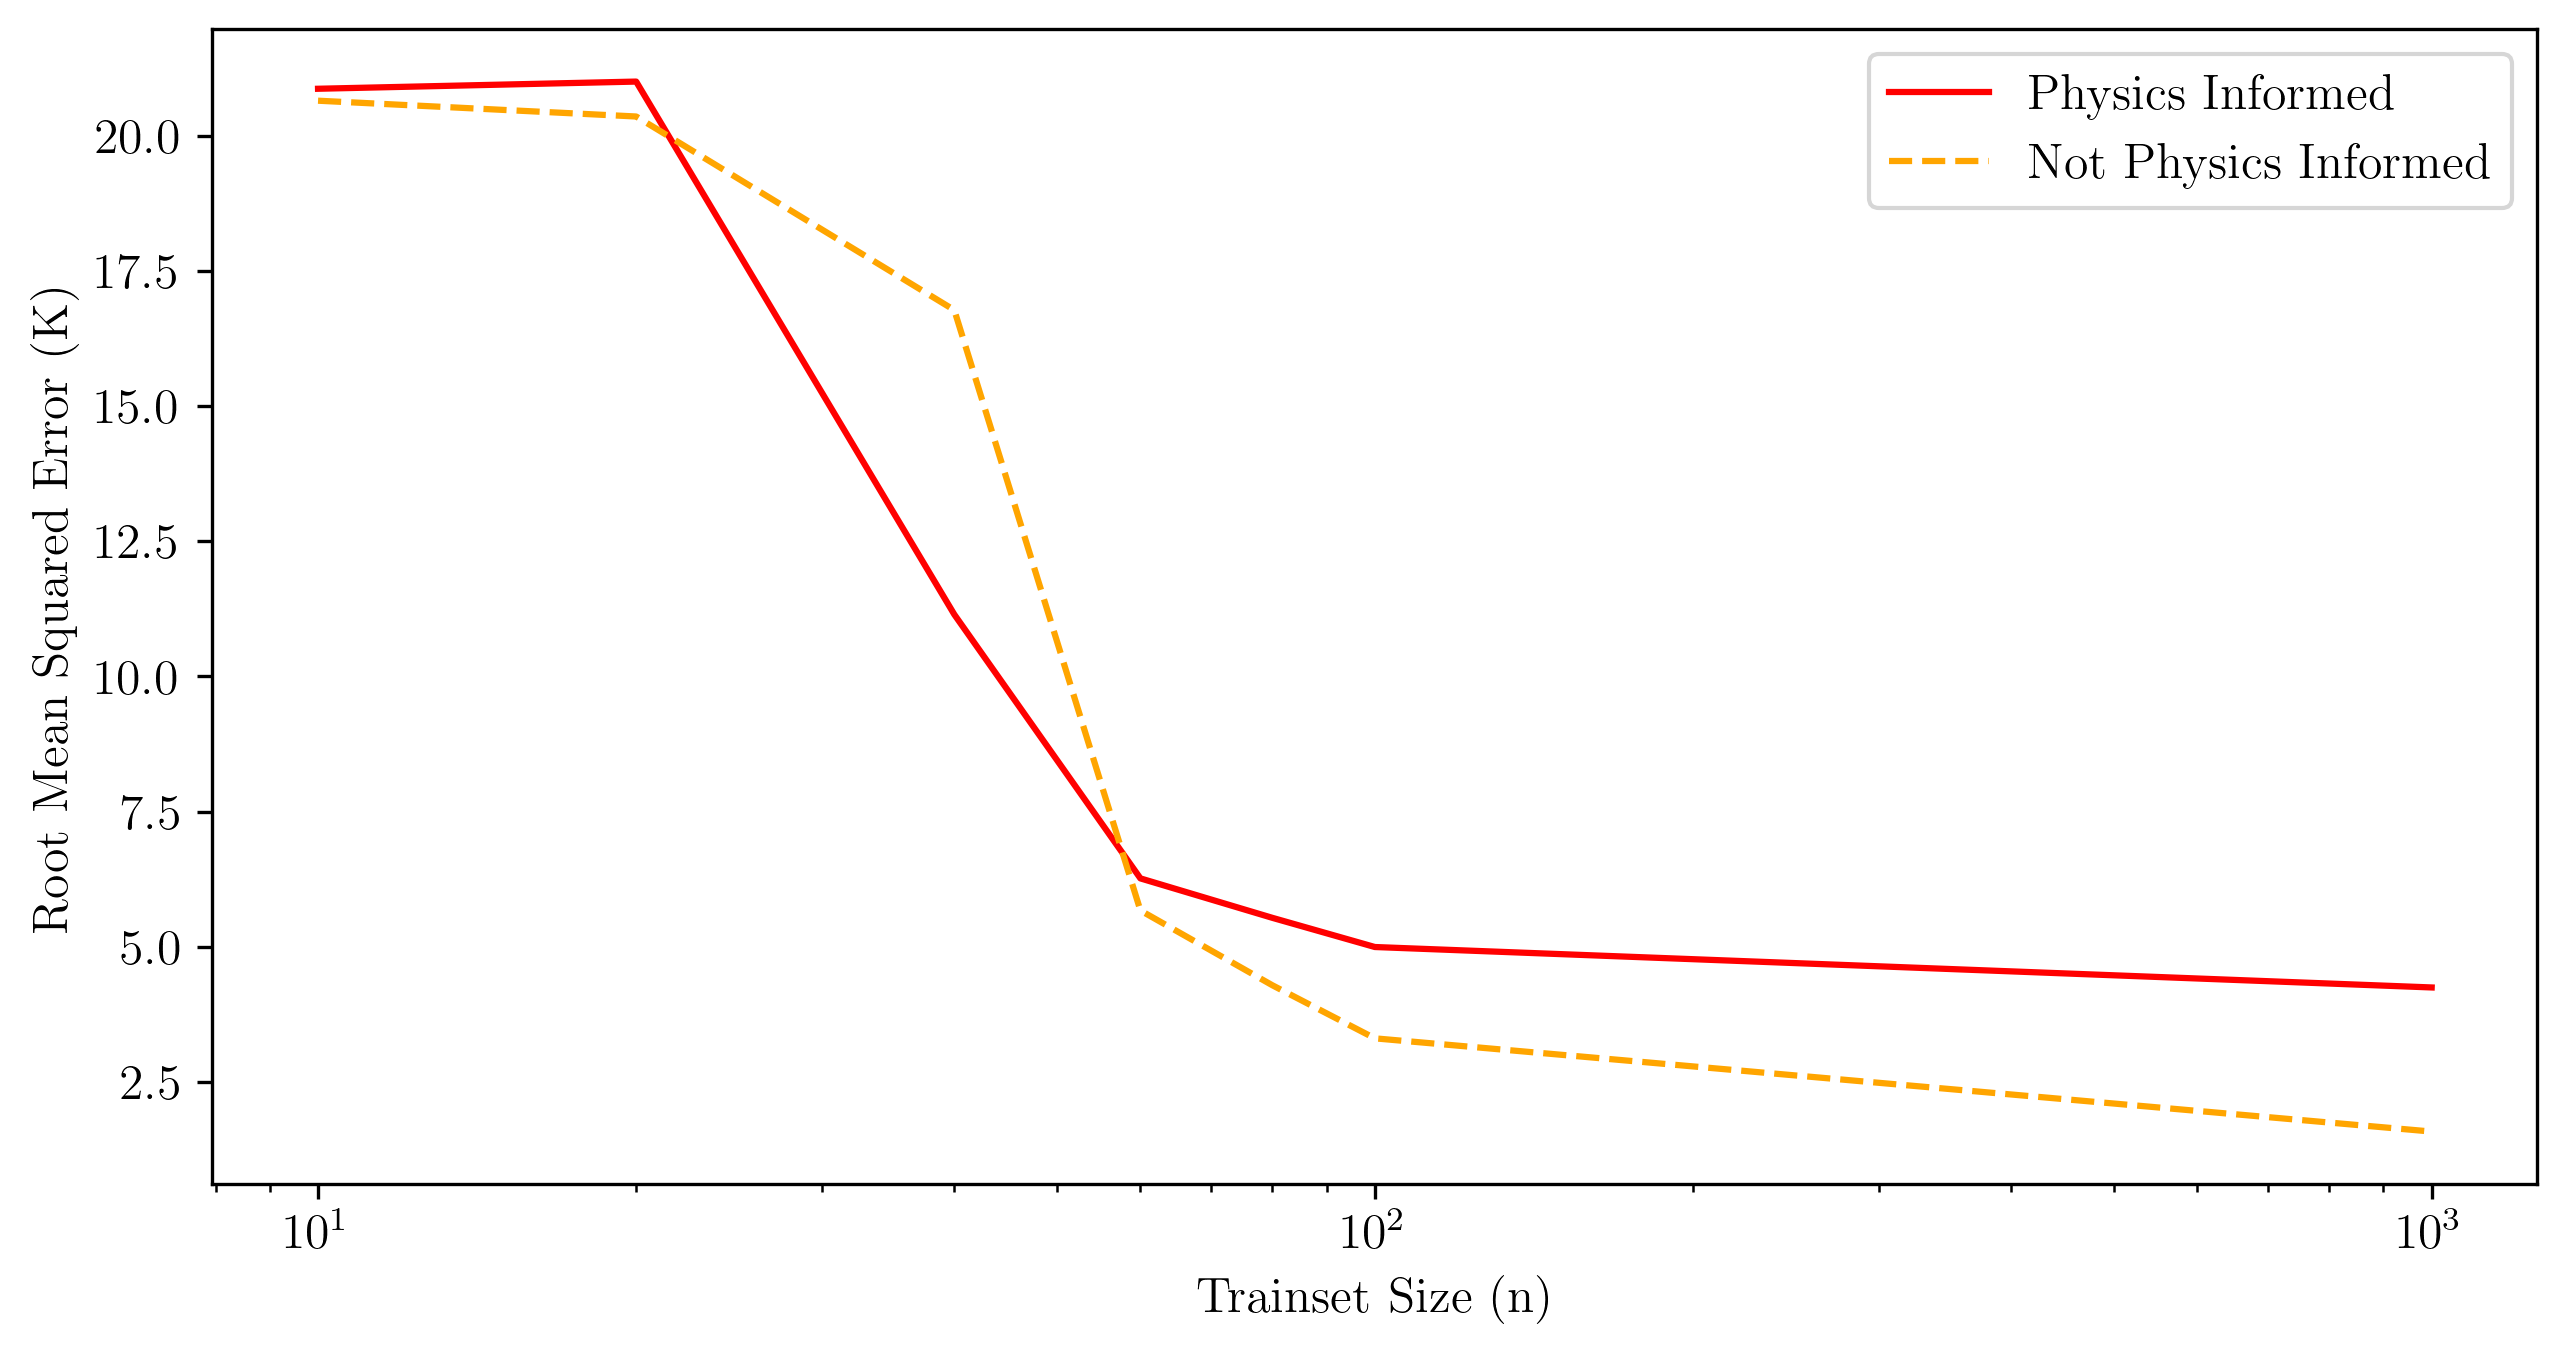 Physics Informed
Not Physics Informed
Root Mean Squared Error (K)
20.0
17.5
15.0
12.5
10.0
7.5
5.0
2.5
10¹
10²
10³
Trainset Size (n)